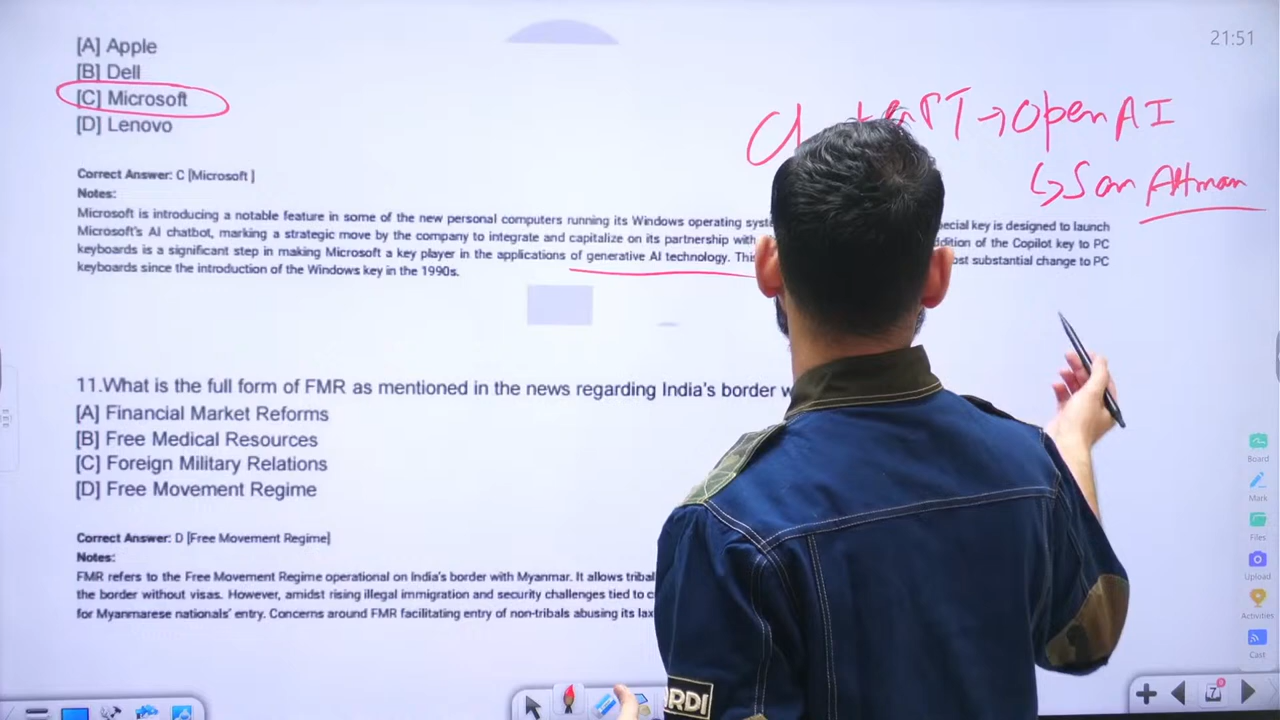 21:51
[A] Apple
[B] Dell
[C] Microsoft
[D] Lenovo
OpenAI
Sam Altman
Correct Answer: C [Microsoft ]
Notes:
Microsoft is introducing a notable feature in some of the new personal computers running its Windows operating key is designed to launch
Microsoft's AI chatbot, marking a strategic move by the company to integrate and capitalize on its partnership with of the Copilot key to PC
keyboards is a significant step in making Microsoft a key player in the applications of generative AI technology. substantial change to PC
keyboards since the introduction of the Windows key in the 1990s.
11.What is the full form of FMR as mentioned in the news regarding India's border
[A] Financial Market Reforms
[B] Free Medical Resources
[C] Foreign Military Relations
[D] Free Movement Regime
Correct Answer: D [Free Movement Regime]
Notes:
FMR refers to the Free Movement Regime operational on India's border with Myanmar. It allows tribal
the border without visas. However, amidst rising illegal immigration and security challenges tied to
for Myanmarese nationals' entry. Concerns around FMR facilitating entry of non-tribals abusing its
Board
Mark
Files
Upload
Activities
Cast
7